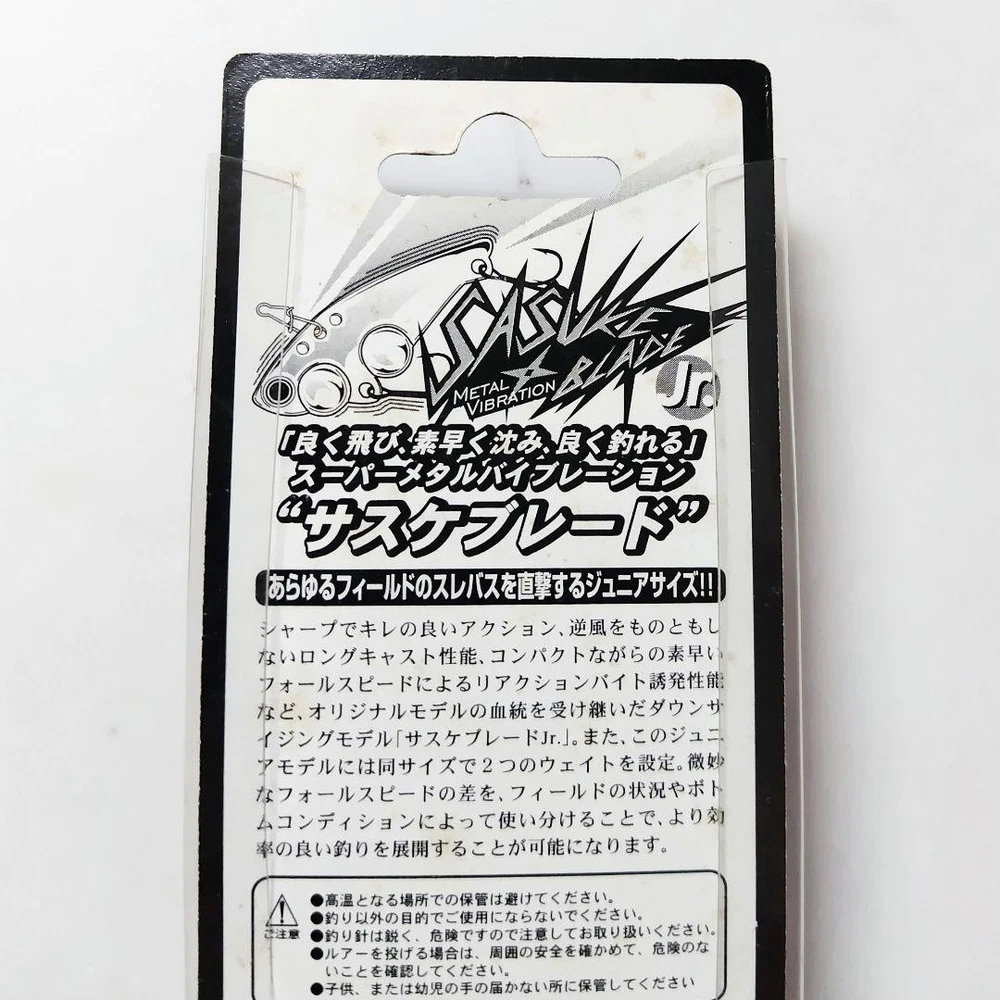 SASUKE
BLADE
METAL
VIBRATION
Jr.
「良く飛び、素早く沈み、良く釣れる」
スーパーメタルバイブレーション
“サスケブレード”
あらゆるフィールドのスレバスを直撃するジュニアサイズ!!
シャープでキレの良いアクション、逆風をものともし
ないロングキャスト性能、コンパクトながらの素早い
フォールスピードによるリアクションバイト誘発性能
など、オリジナルモデルの血統を受け継いだダウンサ
イジングモデル「サスケブレードJr.」。また、このジュニ
アモデルには同サイズで2つのウェイトを設定。微妙
なフォールスピードの差を、フィールドの状況やボト
ムコンディションによって使い分けることで、より効
率の良い釣りを展開することが可能になります。
ご注意
●高温となる場所での保管は避けてください。
●釣り以外の目的でご使用にならないでください。
●釣り針は鋭く、危険ですので注意してお取り扱いください。
●ルアーを投げる場合は、周囲の安全を確かめて、危険のな
いことを確認してください。
●子供、または幼児の手の届かない所に保管してください